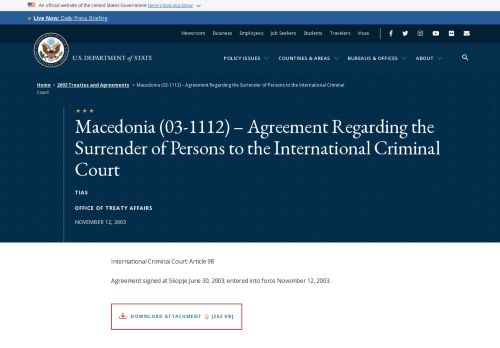 An official website of the United States Government Here's how you know
Live Now: Daily Press Briefing
Newsroom Business Employees Job Seekers Students Travelers Visas
U.S. DEPARTMENT of STATE
POLICY ISSUES COUNTRIES & AREAS BUREAUS & OFFICES ABOUT
Home > 2003 Treaties and Agreements > Macedonia (03-1112) – Agreement Regarding the Surrender of Persons to the International Criminal
Court
Macedonia (03-1112) – Agreement Regarding the
Surrender of Persons to the International Criminal
Court
TIAS
OFFICE OF TREATY AFFAIRS
NOVEMBER 12, 2003
International Criminal Court: Article 98
Agreement signed at Skopje June 30, 2003; entered into force November 12, 2003.
DOWNLOAD ATTACHMENT [262 KB]